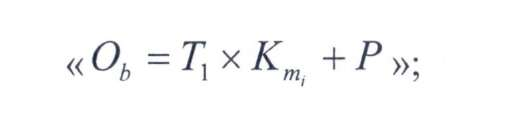 « O_b = T_1 × K_{m_i} + P »;